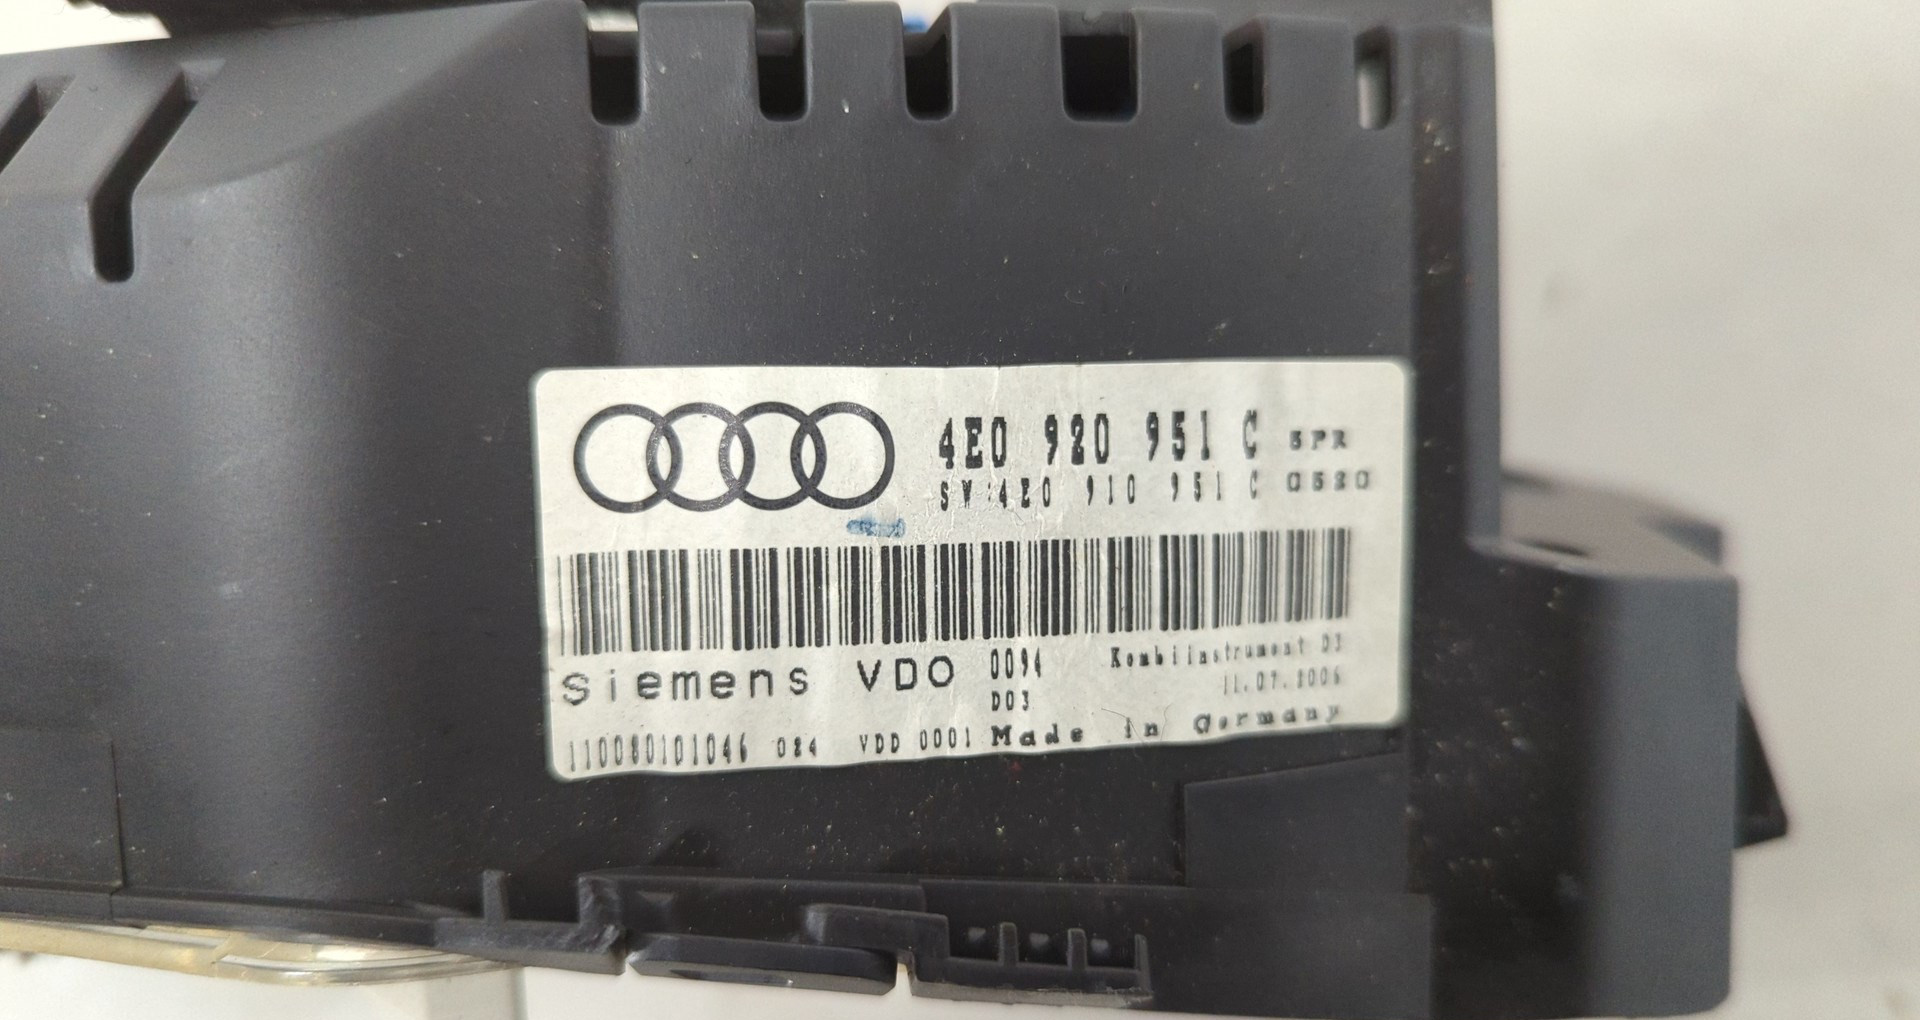 4E0 920 951 C 5PR
SW:4E0 910 951 C 0520
Siemens VDO 0094 Kombiinstrument D3
D03 11.07.2006
110080101046 084 VDD 0001 Made in Germany